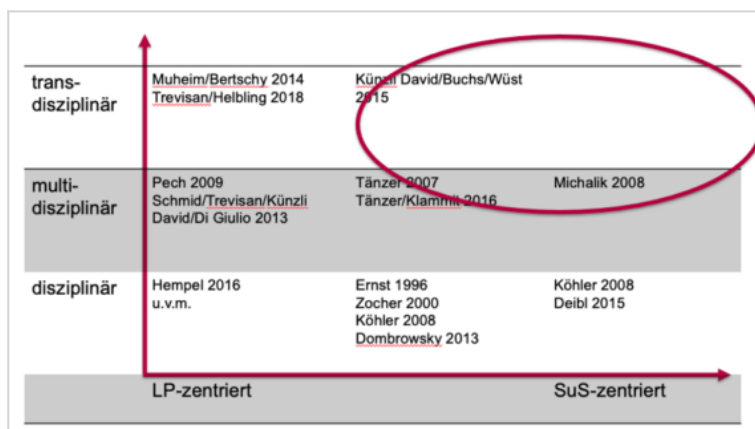 trans-
disziplinär
Muheim/Bertschy 2014
Trevisan/Helbling 2018
Künzli David/Buchs/Wüst
2015
multi-
disziplinär
Pech 2009
Schmid/Trevisan/Künzli
David/Di Giulio 2013
Tänzer 2007
Tänzer/Klammit 2016
Michalik 2008
disziplinär
Hempel 2016
u.v.m.
Ernst 1996
Zocher 2000
Köhler 2008
Dombrowsky 2013
Köhler 2008
Deibl 2015
LP-zentriert
SuS-zentriert